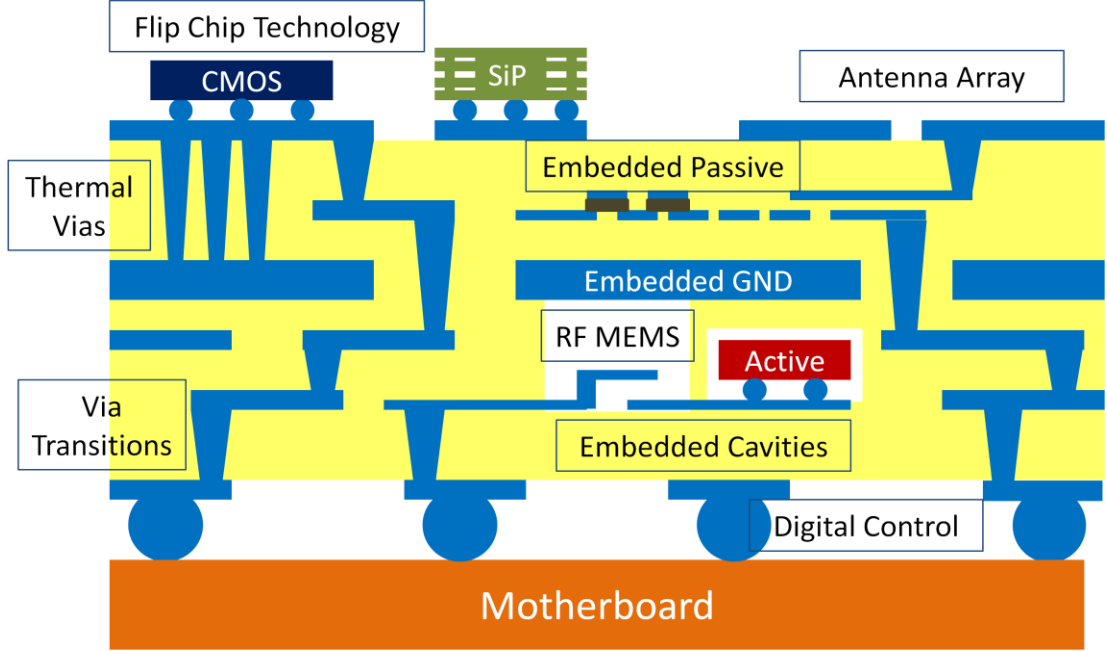 Flip Chip Technology
CMOS
SiP
Antenna Array
Thermal
Vias
Embedded Passive
Embedded GND
RF MEMS
Active
Via
Transitions
Embedded Cavities
Digital Control
Motherboard